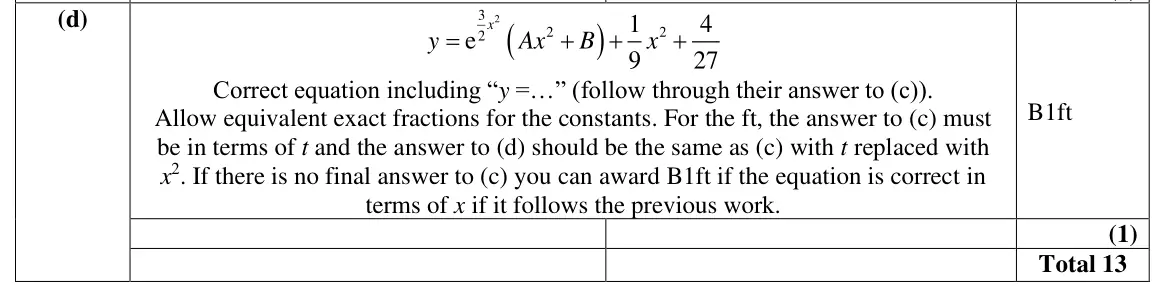 (d)
y = e^{\frac{3}{2}x^2} (Ax^2 + B) + \frac{1}{9}x^2 + \frac{4}{27}
Correct equation including “y =…” (follow through their answer to (c)).
Allow equivalent exact fractions for the constants. For the ft, the answer to (c) must
be in terms of t and the answer to (d) should be the same as (c) with t replaced with
x². If there is no final answer to (c) you can award B1ft if the equation is correct in
terms of x if it follows the previous work.
B1ft
(1)
Total 13